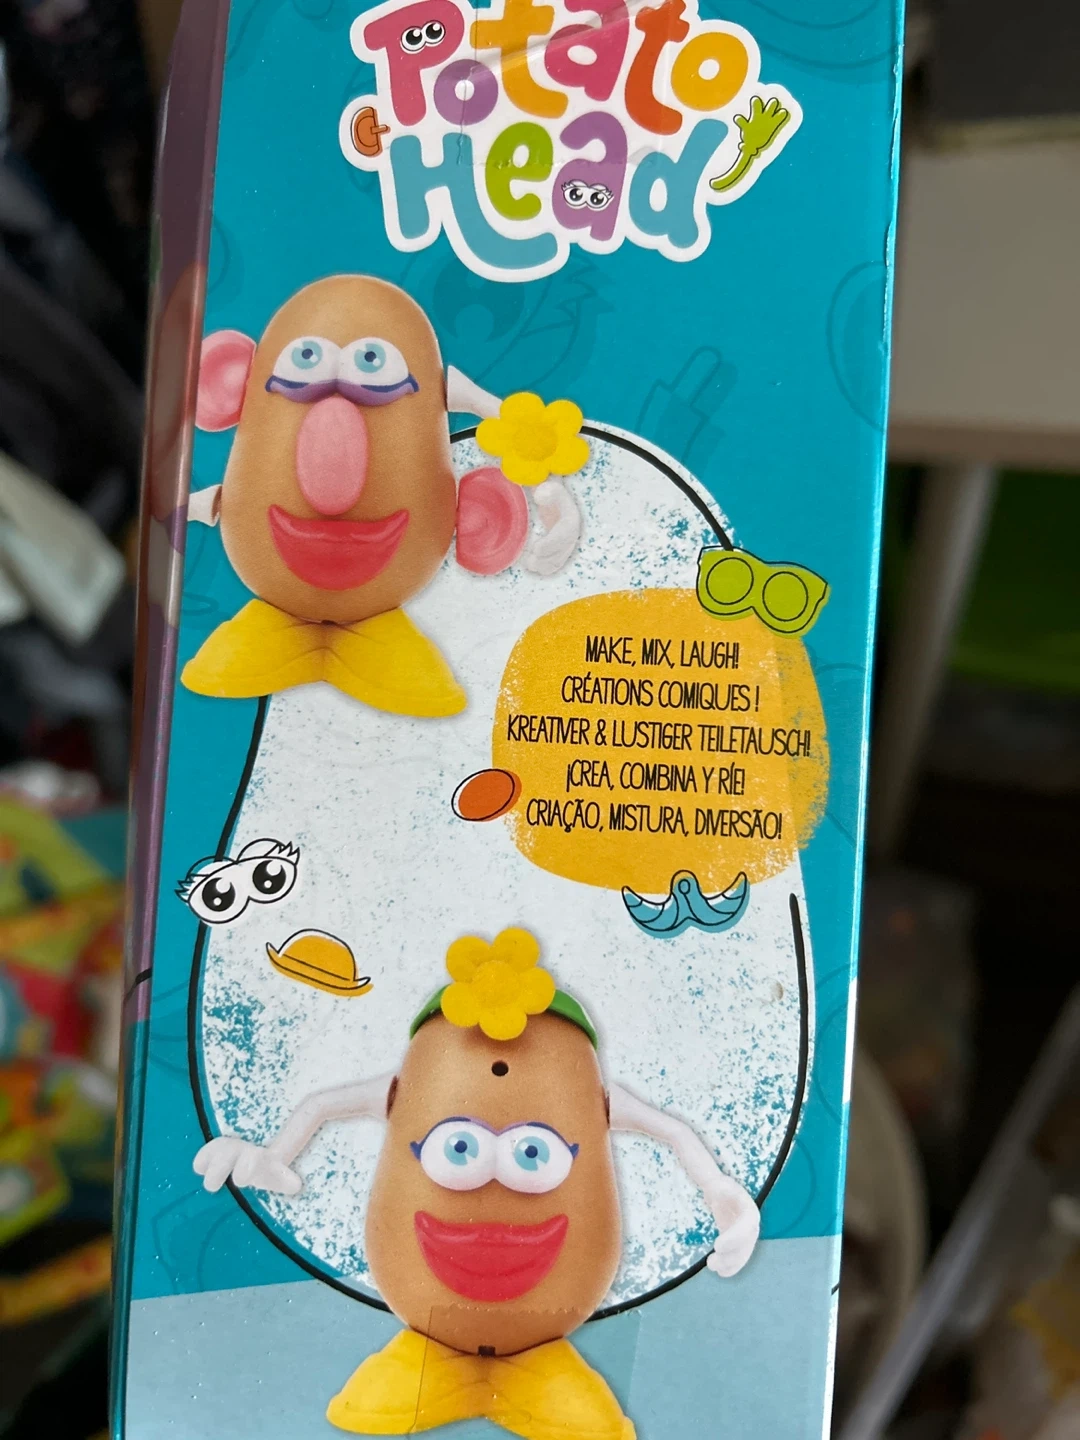 Potato
Head
MAKE, MIX, LAUGH!
CRÉATIONS COMIQUES !
KREATIVER & LUSTIGER TEILETAUSCH!
¡CREA, COMBINA Y RÍE!
CRIAÇÃO, MISTURA, DIVERSÃO!